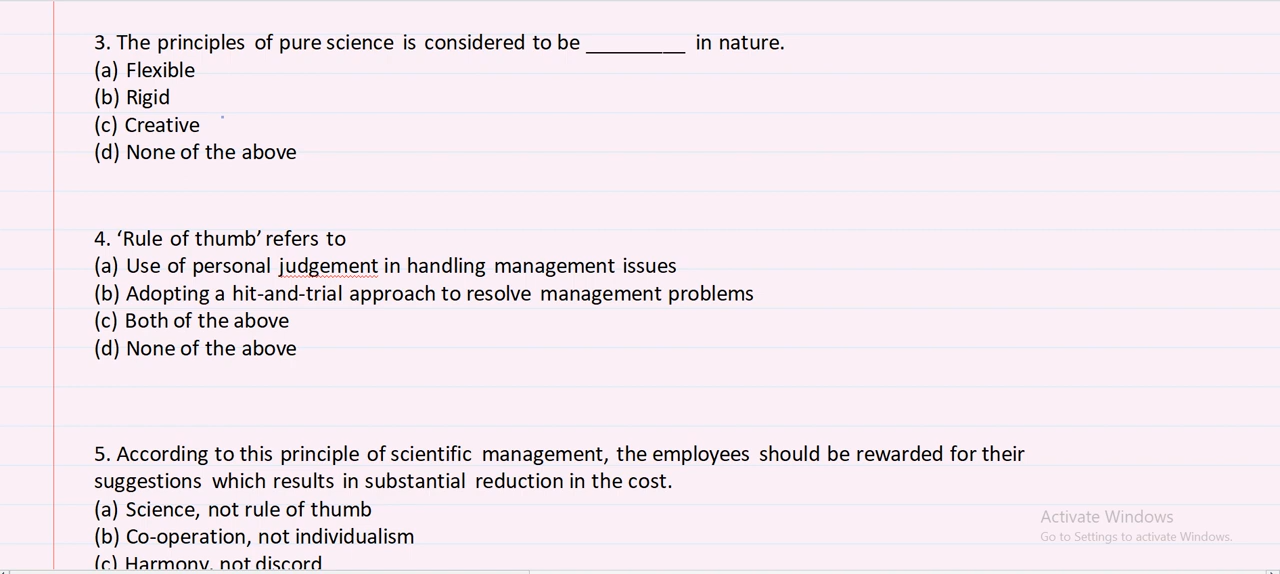 3. The principles of pure science is considered to be _________ in nature.
(a) Flexible
(b) Rigid
(c) Creative
(d) None of the above
4. ‘Rule of thumb’ refers to
(a) Use of personal judgement in handling management issues
(b) Adopting a hit-and-trial approach to resolve management problems
(c) Both of the above
(d) None of the above
5. According to this principle of scientific management, the employees should be rewarded for their
suggestions which results in substantial reduction in the cost.
(a) Science, not rule of thumb
(b) Co-operation, not individualism
(c) Harmony, not discord
Activate Windows
Go to Settings to activate Windows.